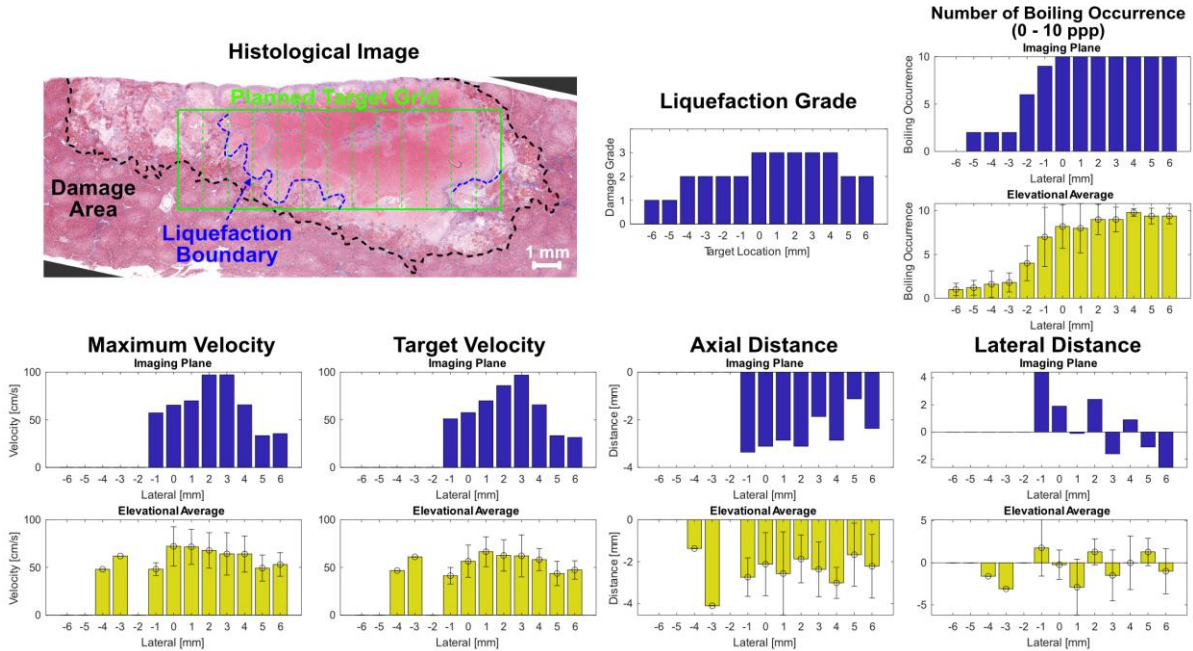 Histological Image
Planned Target Grid
Damage
Area
Liquefaction
Boundary
1 mm
Liquefaction Grade
Damage Grade
3
2
1
0
-6 -5 -4 -3 -2 -1 0 1 2 3 4 5 6
Target Location [mm]
Number of Boiling Occurrence
(0 - 10 ppp)
Imaging Plane
Boiling Occurrence
10
5
0
-6 -5 -4 -3 -2 -1 0 1 2 3 4 5 6
Lateral [mm]
Elevational Average
Boiling Occurrence
10
5
0
-6 -5 -4 -3 -2 -1 0 1 2 3 4 5 6
Lateral [mm]
Maximum Velocity
Imaging Plane
Velocity [cm/s]
100
50
0
-6 -5 -4 -3 -2 -1 0 1 2 3 4 5 6
Lateral [mm]
Elevational Average
Velocity [cm/s]
100
50
0
-6 -5 -4 -3 -2 -1 0 1 2 3 4 5 6
Lateral [mm]
Target Velocity
Imaging Plane
Velocity [cm/s]
100
50
0
-6 -5 -4 -3 -2 -1 0 1 2 3 4 5 6
Lateral [mm]
Elevational Average
Velocity [cm/s]
100
50
0
-6 -5 -4 -3 -2 -1 0 1 2 3 4 5 6
Lateral [mm]
Axial Distance
Imaging Plane
Distance [mm]
0
-2
-4
-6 -5 -4 -3 -2 -1 0 1 2 3 4 5 6
Lateral [mm]
Elevational Average
Distance [mm]
0
-2
-4
-6 -5 -4 -3 -2 -1 0 1 2 3 4 5 6
Lateral [mm]
Lateral Distance
Imaging Plane
Distance [mm]
4
2
0
-2
-6 -5 -4 -3 -2 -1 0 1 2 3 4 5 6
Lateral [mm]
Elevational Average
Distance [mm]
5
0
-5
-6 -5 -4 -3 -2 -1 0 1 2 3 4 5 6
Lateral [mm]